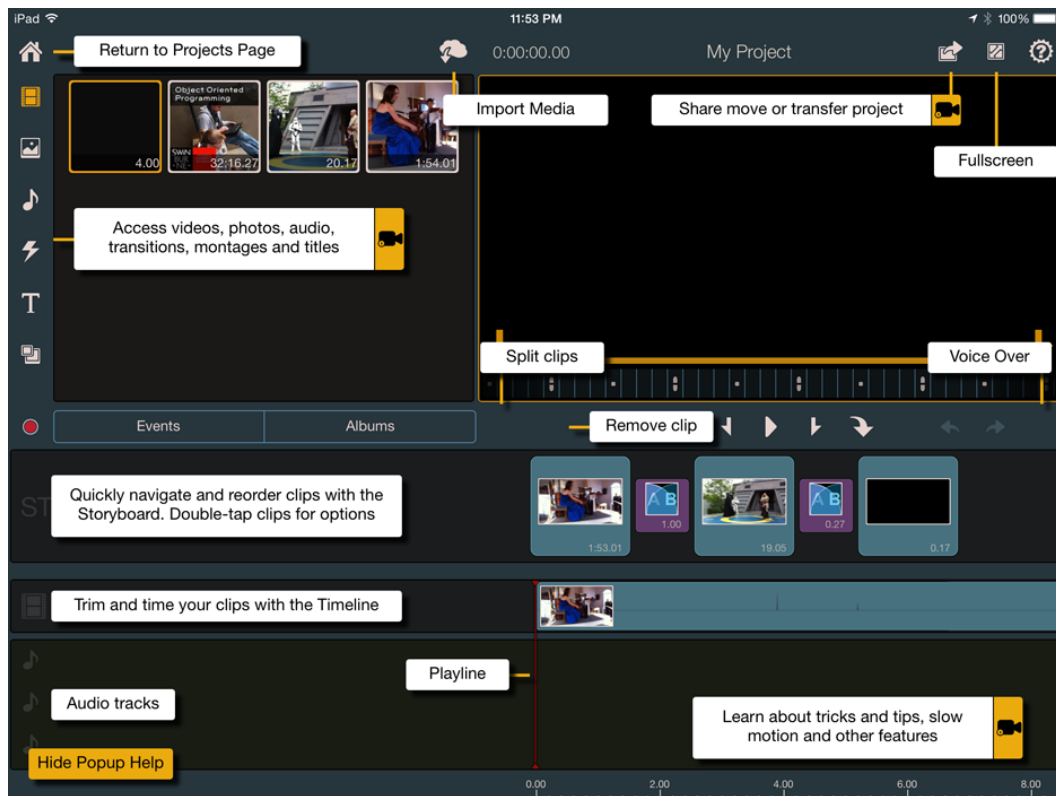 iPad
11:53 PM
100%
Return to Projects Page
0:00:00.00
My Project
Import Media
Share move or transfer project
Fullscreen
Object Oriented
Programming
SWIN
BUR
NE
4.00
32:16.27
20.17
1:54.01
Access videos, photos, audio,
transitions, montages and titles
T
Split clips
Voice Over
Events
Albums
Remove clip
ST
Quickly navigate and reorder clips with the
Storyboard. Double-tap clips for options
A B
1.00
A B
0.27
1:53.01
19.05
0.17
Trim and time your clips with the Timeline
Playline
Audio tracks
Learn about tricks and tips, slow
motion and other features
Hide Popup Help
0.00
2.00
4.00
6.00
8.00